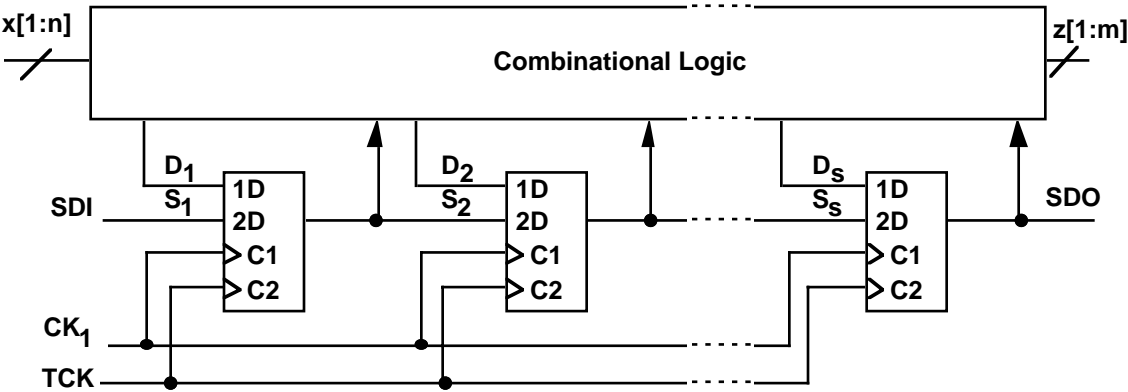 x[1:n]
z[1:m]
Combinational Logic
D1
D2
Ds
1D
1D
1D
SDI
S1
S2
Ss
SDO
2D
2D
2D
C1
C1
C1
C2
C2
C2
CK1
TCK